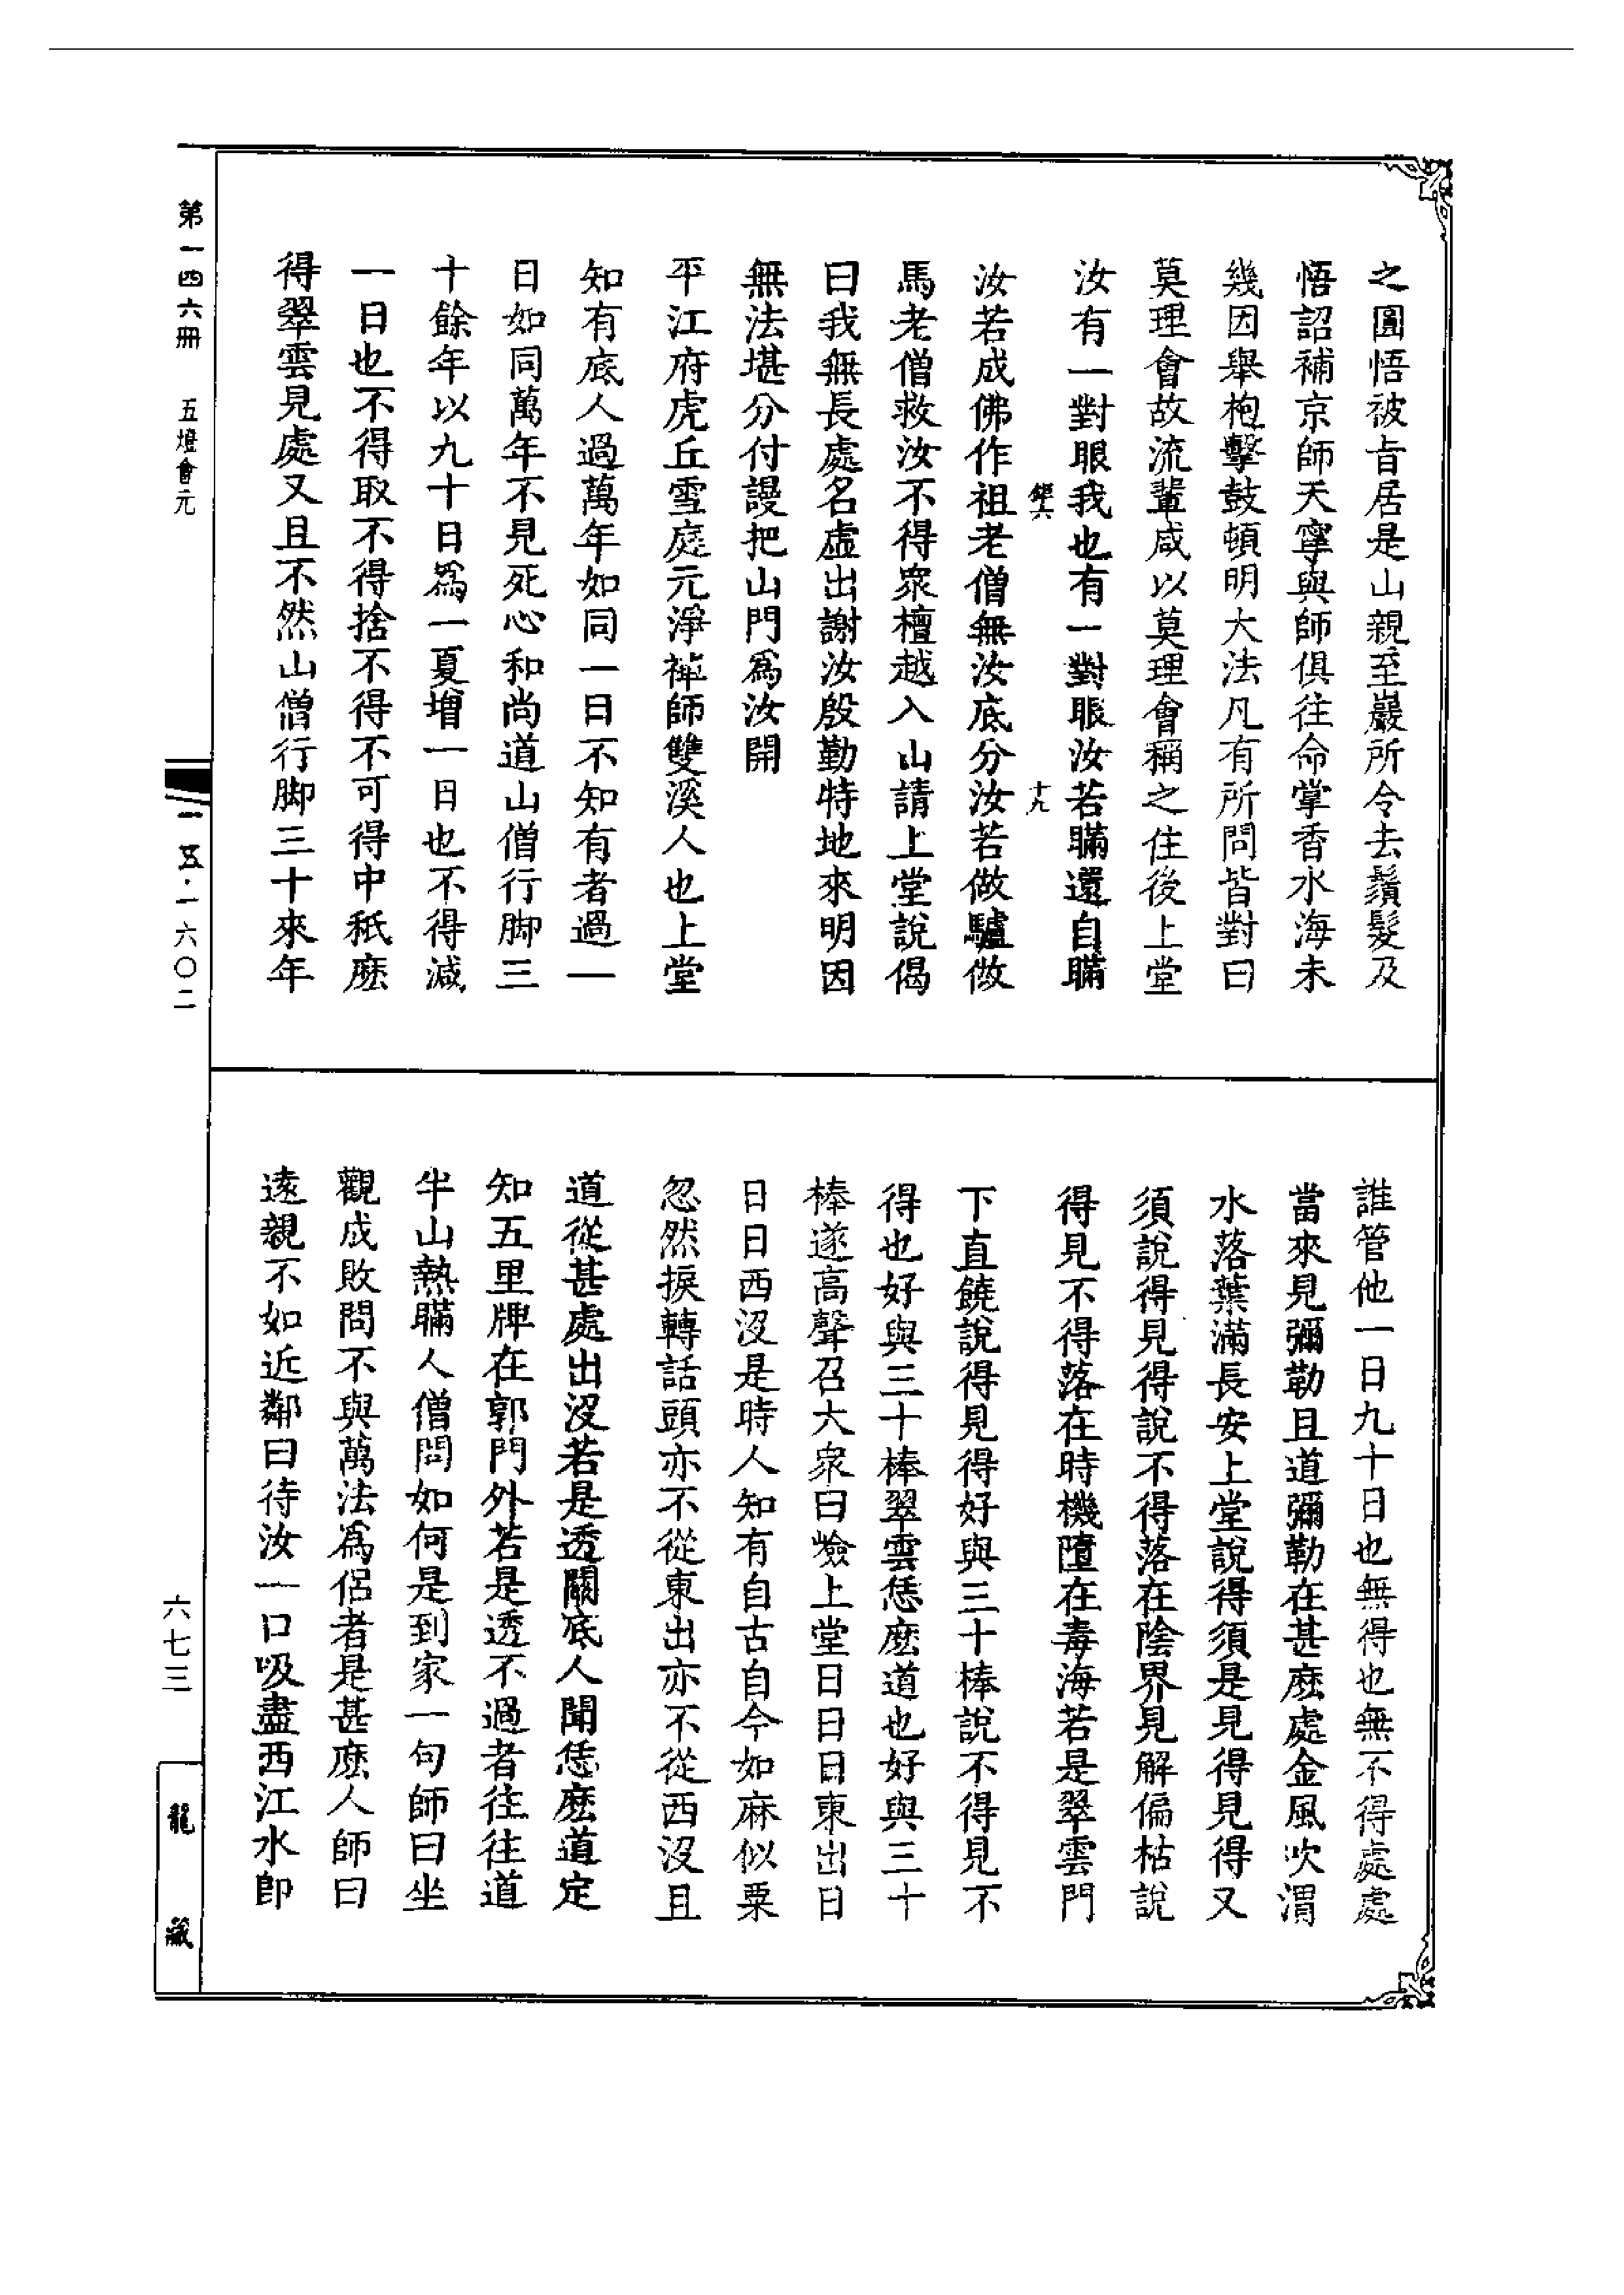 之圓悟被旨居是山親至巖所令去鬚髮及
悟詔補京師天寧與師俱往命掌香水海未
幾因舉枹擊鼓頓明大法凡有所問皆對曰
莫理會故流輩咸以莫理會稱之住後上堂
汝有一對眼我也有一對眼汝若瞞還自瞞
十九
汝若成佛作祖老僧無汝底分汝若做驢做
馬老僧救汝不得衆檀越入山請上堂說偈
曰我無長處名虛出謝汝殷勤特地來明因
無法堪分付謾把山門爲汝開
平江府虎丘雪庭元淨禪師雙溪人也上堂
知有底人過萬年如同一日不知有者過一
日如同萬年不見死心和尚道山僧行脚三
十餘年以九十日爲一夏增一日也不得減
一日也不得取不得捨不得不可得中秖麽
得翠雲見處又且不然山僧行脚三十來年
誰管他一日九十日也無得也無不得處處
當來見彌勒且道彌勒在甚麽處金風吹渭
水落葉滿長安上堂說得須是見得見得又
須說得見得說不得落在陰界見解偏枯說
得見不得落在時機墮在毒海若是翠雲門
下直饒說得見得好與三十棒說不得見不
得也好與三十棒翠雲恁麽道也好與三十
棒遂高聲召大衆曰嶮上堂日日日東出日
日日西沒是時人知有自古自今如麻似粟
忽然捩轉話頭亦不從東出亦不從西沒且
道從甚處出沒若是透關底人聞恁麽道定
知五里牌在郭門外若是透不過者往往道
半山熱瞞人僧問如何是到家一句師曰坐
觀成敗問不與萬法爲侶者是甚麽人師曰
遠親不如近鄰曰待汝一口吸盡西江水即
第一四六冊　五燈會元
一五·一六〇二
六七三
龍藏